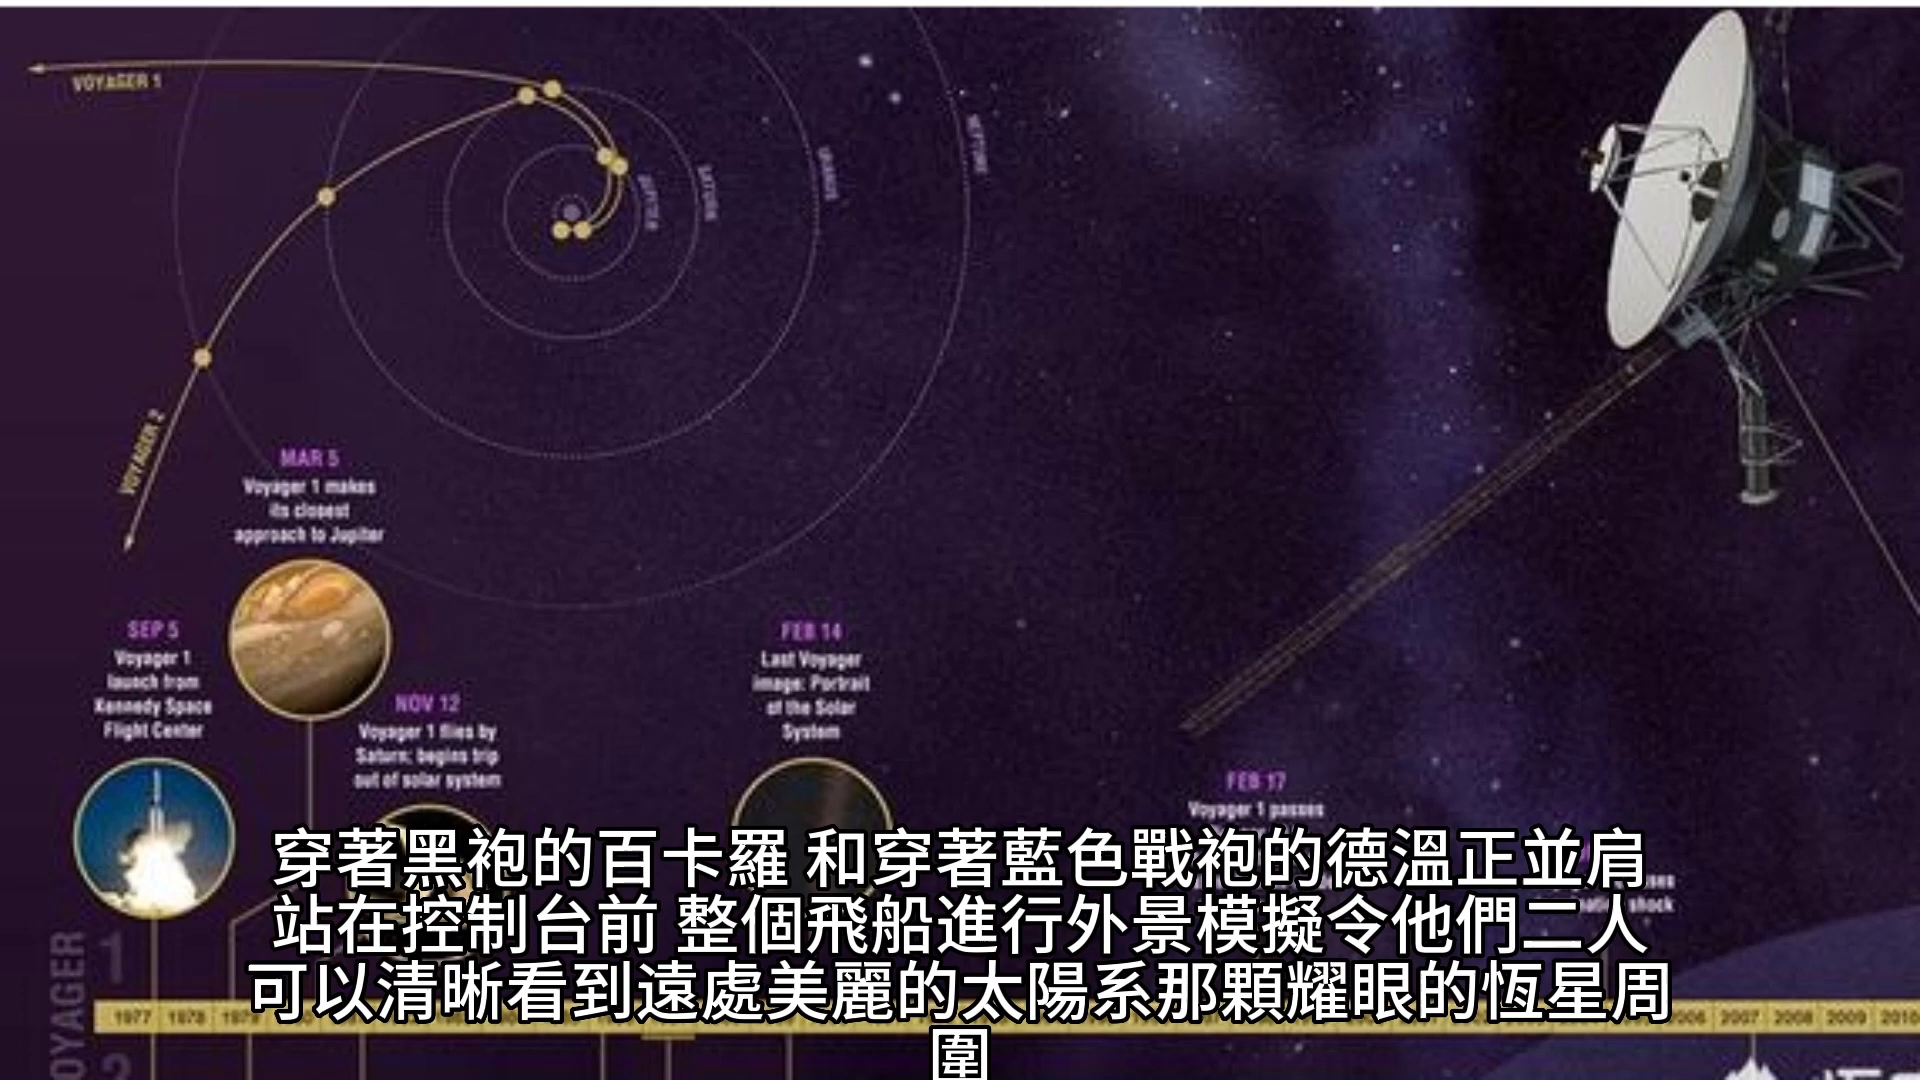 VOYAGER 1
NEPTUNE
URANUS
SATURN
JUPITER
VOYAGER 2
MAR 5
Voyager 1 makes
its closest
approach to Jupiter
SEP 5
Voyager 1
launch from
Kennedy Space
Flight Center
NOV 12
Voyager 1 flies by
Saturn; begins trip
out of solar system
FEB 14
Last Voyager
image: Portrait
of the Solar
System
FEB 17
Voyager 1 passes
shock
穿著黑袍的百卡羅 和穿著藍色戰袍的德溫正並肩
站在控制台前 整個飛船進行外景模擬令他們二人
可以清晰看到遠處美麗的太陽系那顆耀眼的恆星周
圍
VOYAGER
1
2
1977 1978 2007 2008 2009 2010